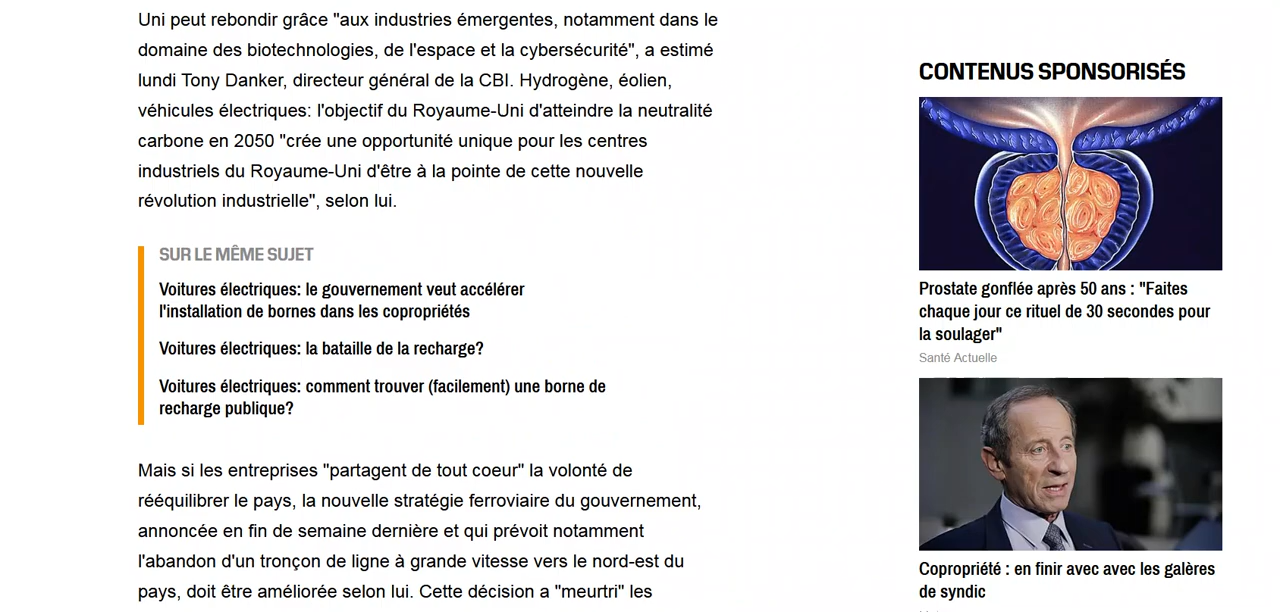 Uni peut rebondir grâce "aux industries émergentes, notamment dans le
domaine des biotechnologies, de l'espace et la cybersécurité", a estimé
lundi Tony Danker, directeur général de la CBI. Hydrogène, éolien,
véhicules électriques: l'objectif du Royaume-Uni d'atteindre la neutralité
carbone en 2050 "crée une opportunité unique pour les centres
industriels du Royaume-Uni d'être à la pointe de cette nouvelle
révolution industrielle", selon lui.
SUR LE MÊME SUJET
Voitures électriques: le gouvernement veut accélérer
l'installation de bornes dans les copropriétés
Voitures électriques: la bataille de la recharge?
Voitures électriques: comment trouver (facilement) une borne de
recharge publique?
Mais si les entreprises "partagent de tout coeur" la volonté de
rééquilibrer le pays, la nouvelle stratégie ferroviaire du gouvernement,
annoncée en fin de semaine dernière et qui prévoit notamment
l'abandon d'un tronçon de ligne à grande vitesse vers le nord-est du
pays, doit être améliorée selon lui. Cette décision a "meurtri" les
CONTENUS SPONSORISÉS
Prostate gonflée après 50 ans : "Faites
chaque jour ce rituel de 30 secondes pour
la soulager"
Santé Actuelle
Copropriété : en finir avec avec les galères
de syndic